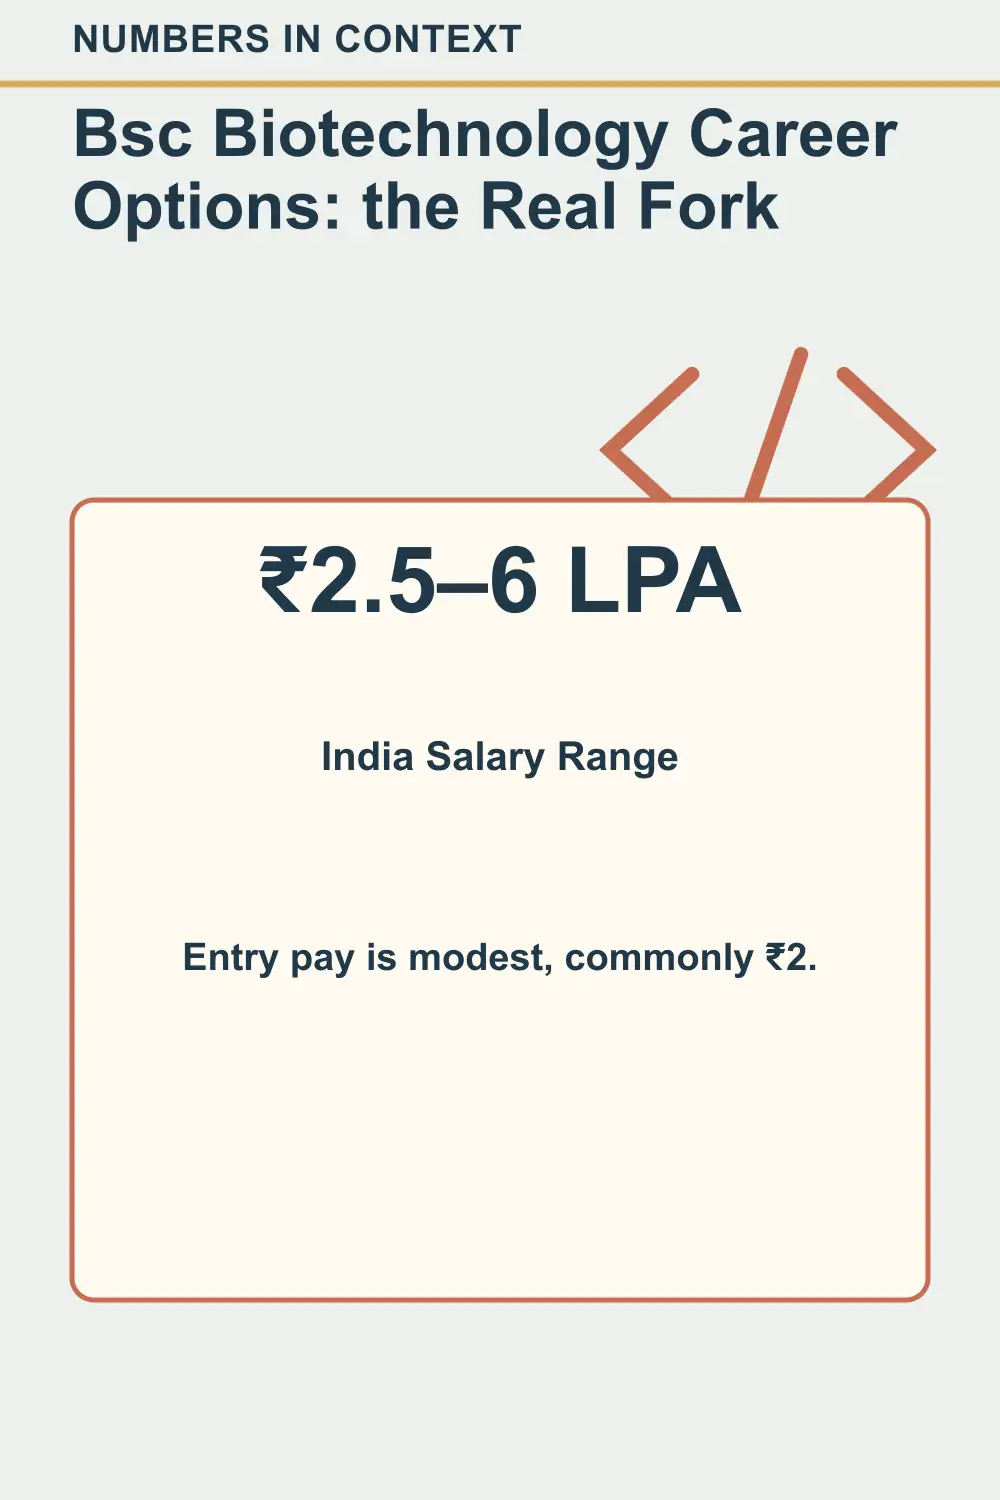 NUMBERS IN CONTEXT
Bsc Biotechnology Career
Options: the Real Fork
₹2.5–6 LPA
India Salary Range
Entry pay is modest, commonly ₹2.